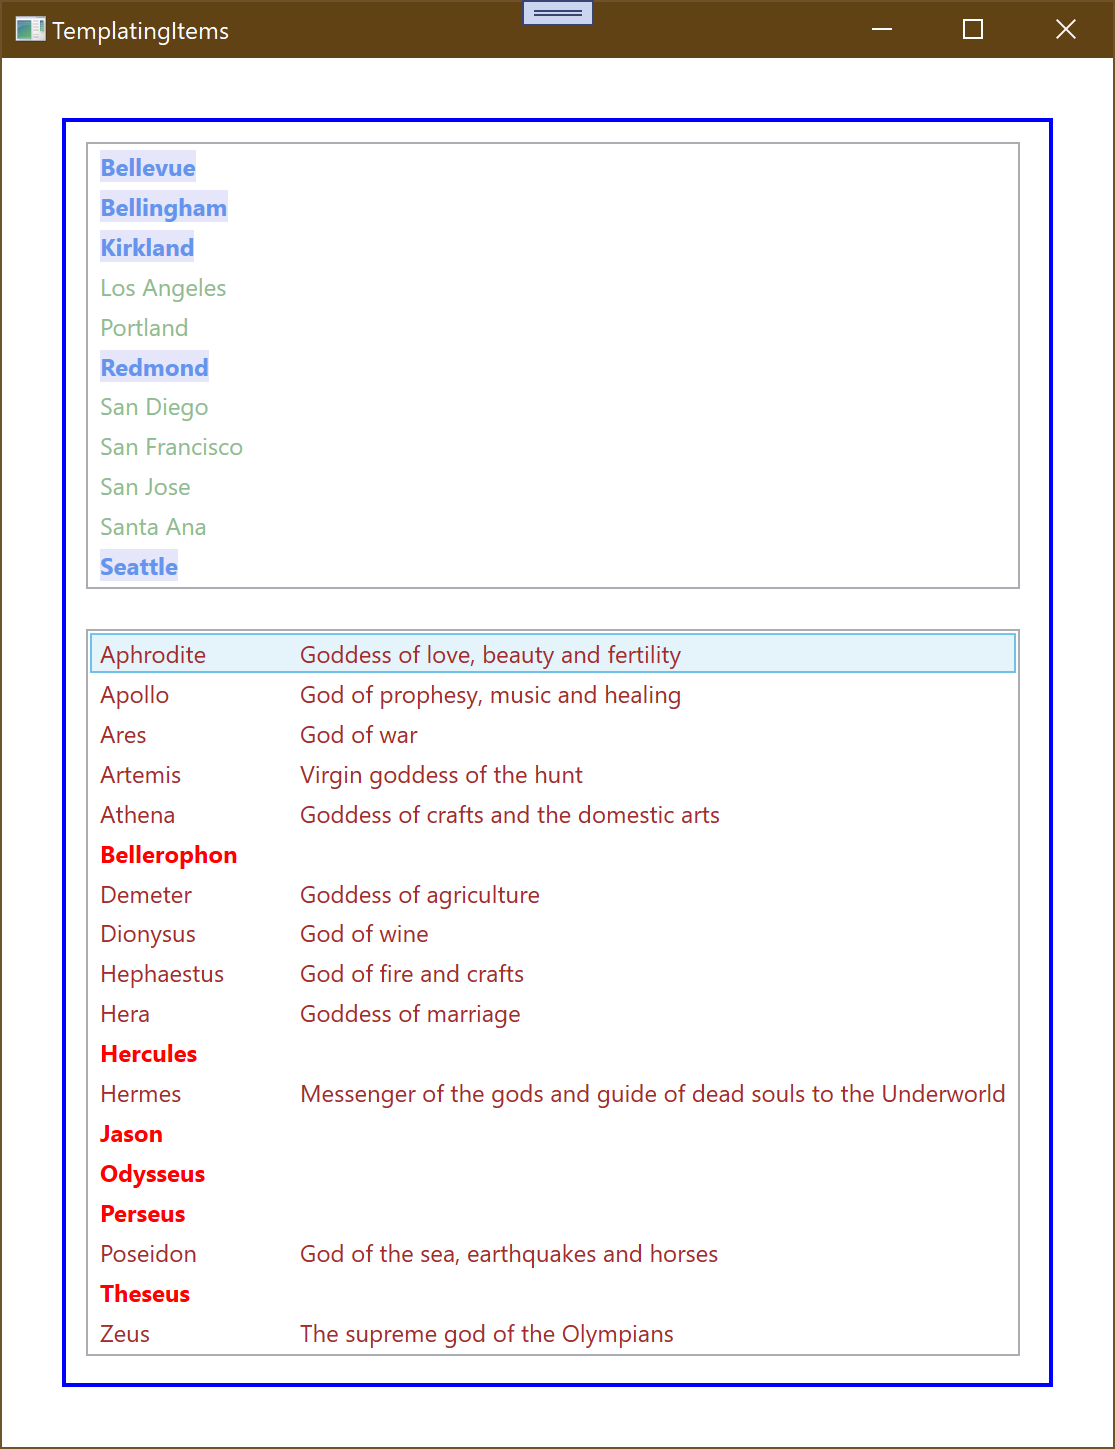 TemplatingItems
Bellevue
Bellingham
Kirkland
Los Angeles
Portland
Redmond
San Diego
San Francisco
San Jose
Santa Ana
Seattle
Aphrodite Goddess of love, beauty and fertility
Apollo God of prophesy, music and healing
Ares God of war
Artemis Virgin goddess of the hunt
Athena Goddess of crafts and the domestic arts
Bellerophon
Demeter Goddess of agriculture
Dionysus God of wine
Hephaestus God of fire and crafts
Hera Goddess of marriage
Hercules
Hermes Messenger of the gods and guide of dead souls to the Underworld
Jason
Odysseus
Perseus
Poseidon God of the sea, earthquakes and horses
Theseus
Zeus The supreme god of the Olympians